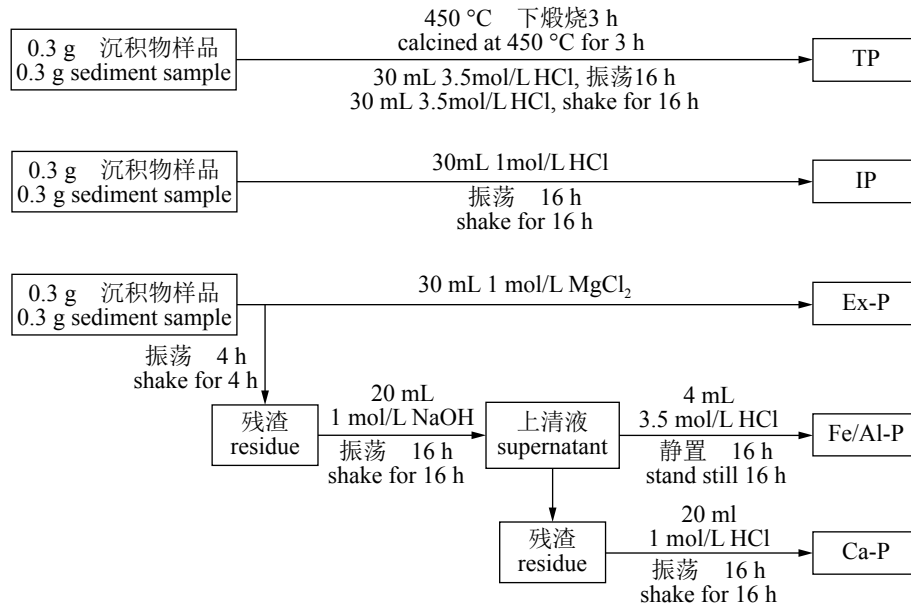 450 °C 下煅烧3 h
calcined at 450 °C for 3 h
0.3 g 沉积物样品
0.3 g sediment sample
TP
30 mL 3.5mol/L HCl, 振荡16 h
30 mL 3.5mol/L HCl, shake for 16 h
0.3 g 沉积物样品
0.3 g sediment sample
30mL 1mol/L HCl
IP
振荡 16 h
shake for 16 h
0.3 g 沉积物样品
0.3 g sediment sample
30 mL 1 mol/L MgCl₂
Ex-P
振荡 4 h
shake for 4 h
残渣
residue
20 mL
1 mol/L NaOH
振荡 16 h
shake for 16 h
上清液
supernatant
4 mL
3.5 mol/L HCl
静置 16 h
stand still 16 h
Fe/Al-P
残渣
residue
20 ml
1 mol/L HCl
振荡 16 h
shake for 16 h
Ca-P